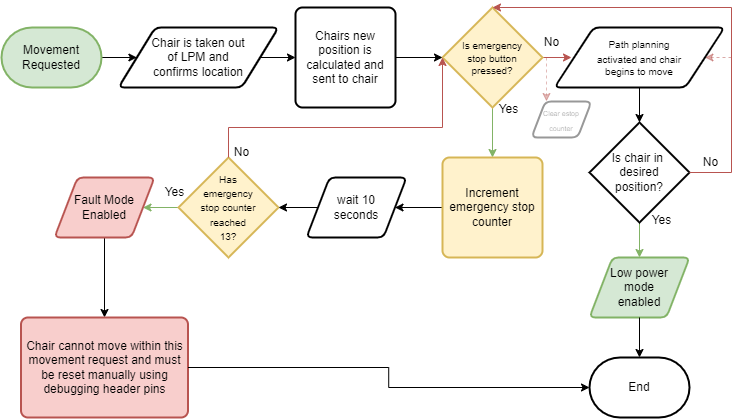 Movement
Requested
Chair is taken out
of LPM and
confirms location
Chairs new
position is
calculated and
sent to chair
Is emergency
stop button
pressed?
No
Path planning
activated and chair
begins to move
Yes
Clear estop
counter
Is chair in
desired
position?
No
Yes
No
Has
emergency
stop counter
reached
13?
Yes
Fault Mode
Enabled
wait 10
seconds
Increment
emergency stop
counter
Low power
mode
enabled
Chair cannot move within this
movement request and must
be reset manually using
debugging header pins
End